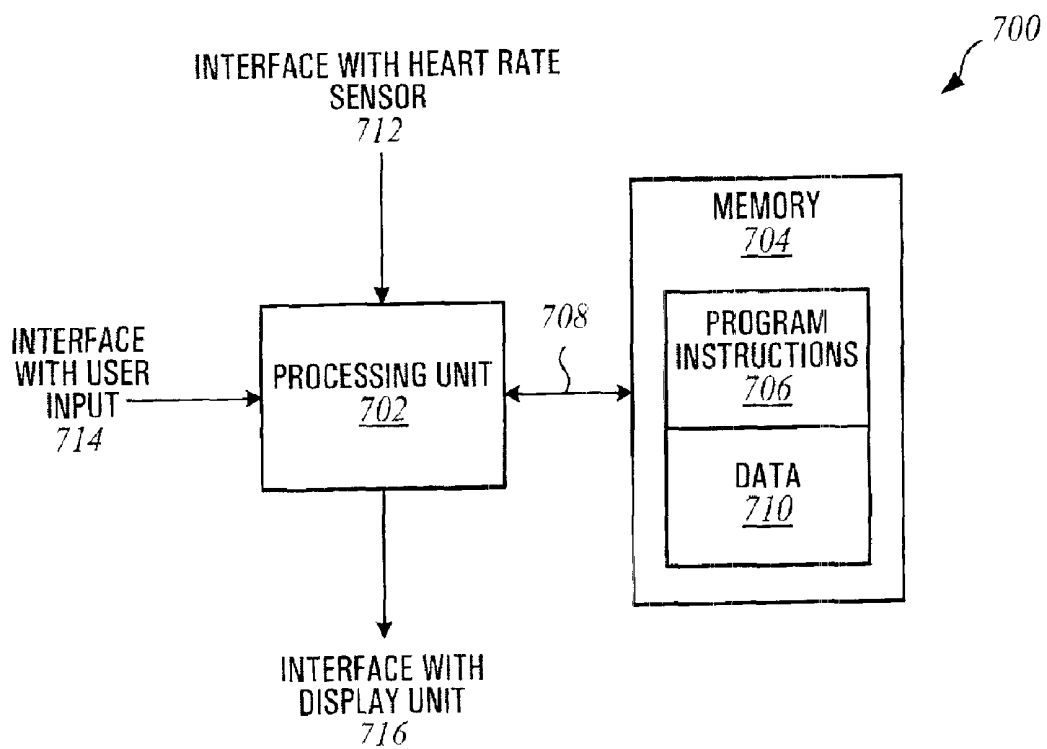 700
INTERFACE WITH HEART RATE
SENSOR
712
MEMORY
704
708
PROGRAM
INSTRUCTIONS
706
INTERFACE
WITH USER
INPUT
714
PROCESSING UNIT
702
DATA
710
INTERFACE WITH
DISPLAY UNIT
716